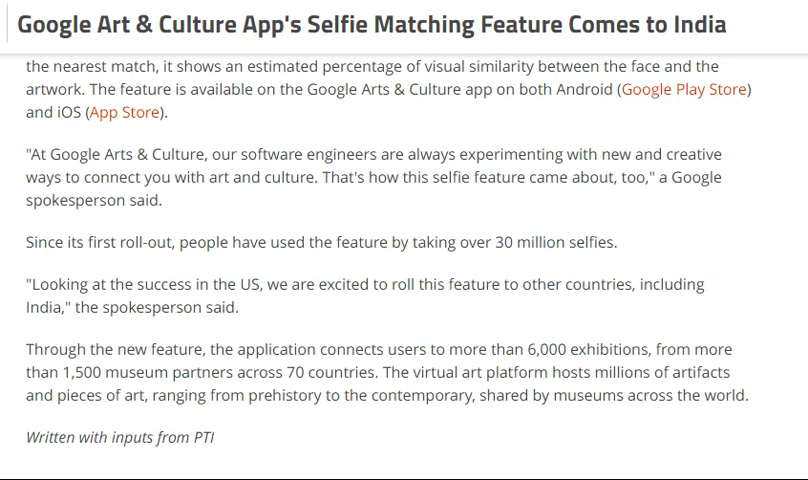 Google Art & Culture App's Selfie Matching Feature Comes to India
the nearest match, it shows an estimated percentage of visual similarity between the face and the
artwork. The feature is available on the Google Arts & Culture app on both Android (Google Play Store)
and iOS (App Store).
"At Google Arts & Culture, our software engineers are always experimenting with new and creative
ways to connect you with art and culture. That's how this selfie feature came about, too," a Google
spokesperson said.
Since its first roll-out, people have used the feature by taking over 30 million selfies.
"Looking at the success in the US, we are excited to roll this feature to other countries, including
India," the spokesperson said.
Through the new feature, the application connects users to more than 6,000 exhibitions, from more
than 1,500 museum partners across 70 countries. The virtual art platform hosts millions of artifacts
and pieces of art, ranging from prehistory to the contemporary, shared by museums across the world.
Written with inputs from PTI